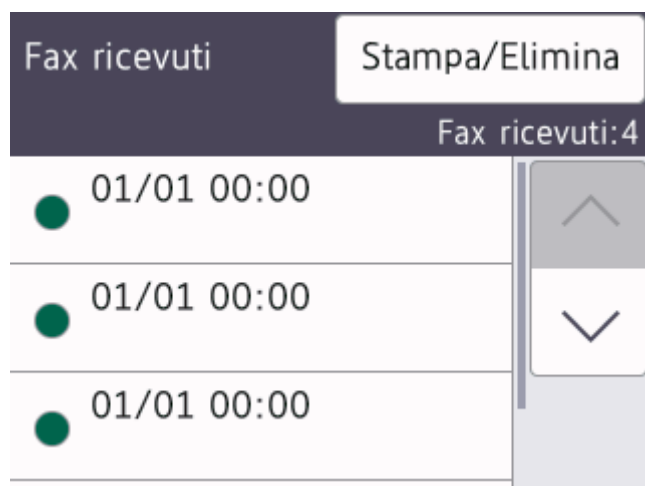 Fax ricevuti
Stampa/Elimina
Fax ricevuti:4
01/01 00:00
01/01 00:00
01/01 00:00